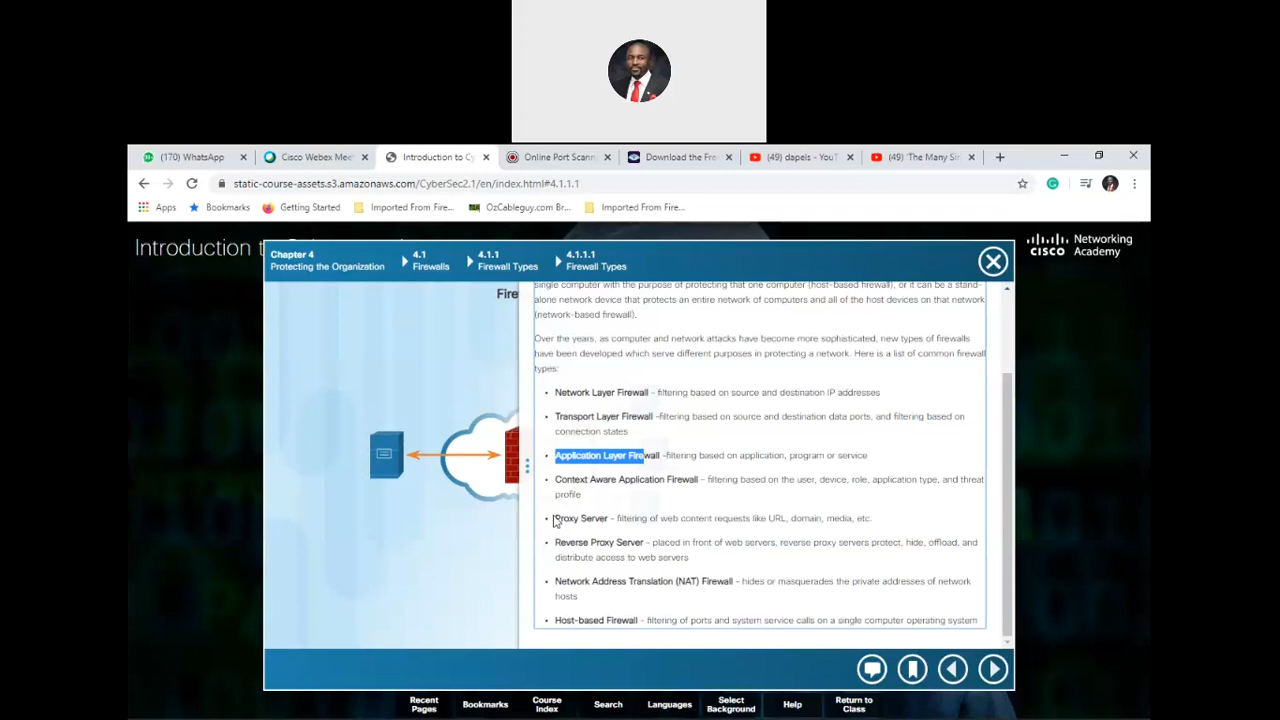 (170) WhatsApp
Cisco Webex Mee
Introduction to Cy
Online Port Scann
Download the Fre
(49) dapels - YouT
(49) 'The Many Sin
static-course-assets.s3.amazonaws.com/CyberSec2.1/en/index.html#4.1.1.1
Apps
Bookmarks
Getting Started
Imported From Fire...
OzCableguy.com Br...
Imported From Fire...
Introduction t
Networking
CISCO Academy
Chapter 4
Protecting the Organization
4.1
Firewalls
4.1.1
Firewall Types
4.1.1.1
Firewall Types
Fire
single computer with the purpose of protecting that one computer (host-based firewall), or it can be a stand-
alone network device that protects an entire network of computers and all of the host devices on that network
(network-based firewall).
Over the years, as computer and network attacks have become more sophisticated, new types of firewalls
have been developed which serve different purposes in protecting a network. Here is a list of common firewall
types:
• Network Layer Firewall – filtering based on source and destination IP addresses
• Transport Layer Firewall –filtering based on source and destination data ports, and filtering based on
connection states
• Application Layer Firewall –filtering based on application, program or service
• Context Aware Application Firewall – filtering based on the user, device, role, application type, and threat
profile
• Proxy Server – filtering of web content requests like URL, domain, media, etc.
• Reverse Proxy Server – placed in front of web servers, reverse proxy servers protect, hide, offload, and
distribute access to web servers
• Network Address Translation (NAT) Firewall – hides or masquerades the private addresses of network
hosts
• Host-based Firewall – filtering of ports and system service calls on a single computer operating system
Recent
Pages
Bookmarks
Course
Index
Search
Languages
Select
Background
Help
Return to
Class